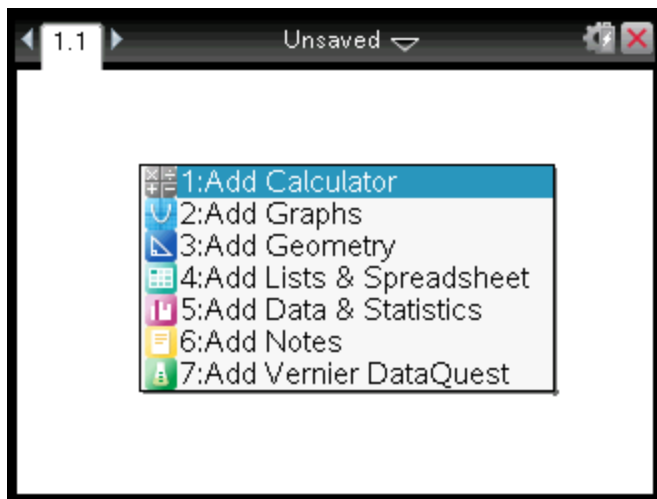 1.1 Unsaved
1:Add Calculator
2:Add Graphs
3:Add Geometry
4:Add Lists & Spreadsheet
5:Add Data & Statistics
6:Add Notes
7:Add Vernier DataQuest